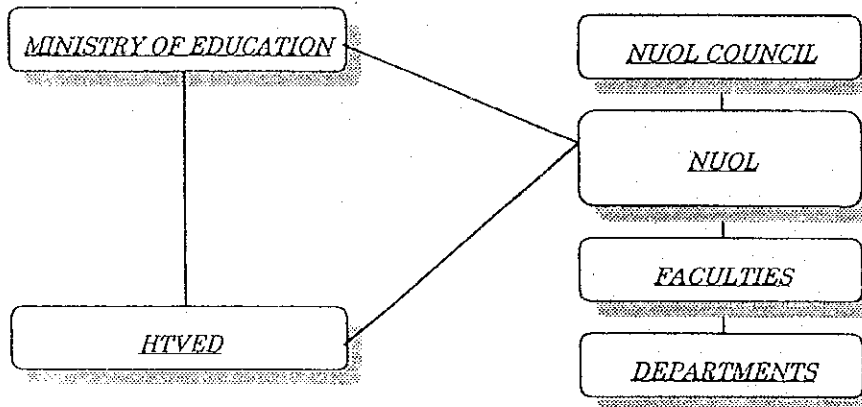 MINISTRY OF EDUCATION
NUOL COUNCIL
NUOL
FACULTIES
HTVED
DEPARTMENTS